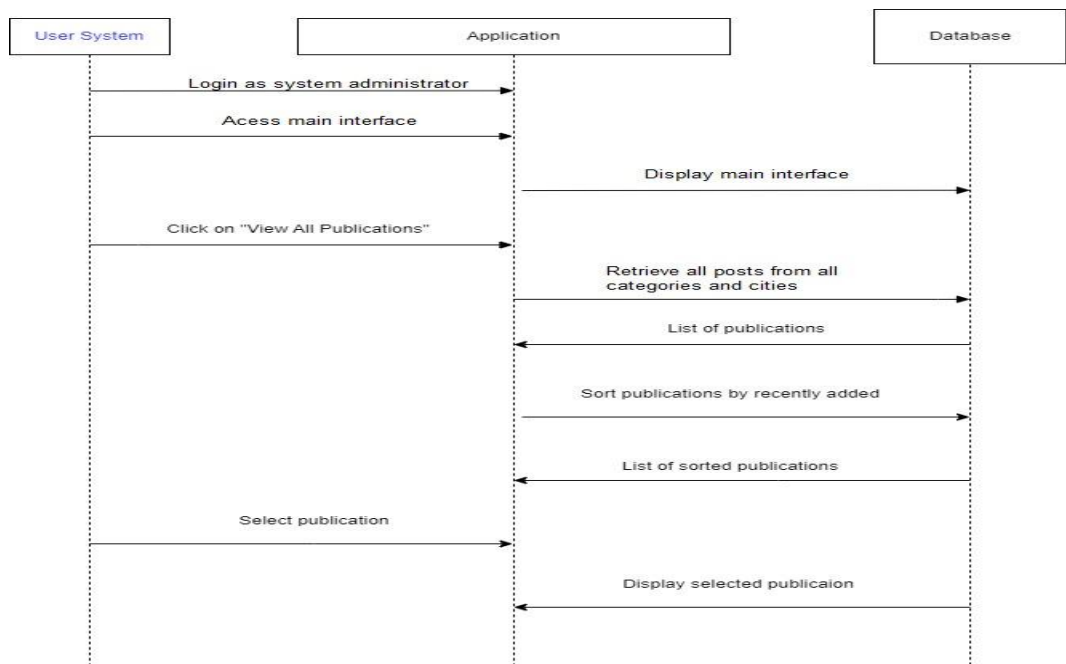 User System
Application
Database
Login as system administrator
Acess main interface
Display main interface
Click on "View All Publications"
Retrieve all posts from all
categories and cities
List of publications
Sort publications by recently added
List of sorted publications
Select publication
Display selected publicaion